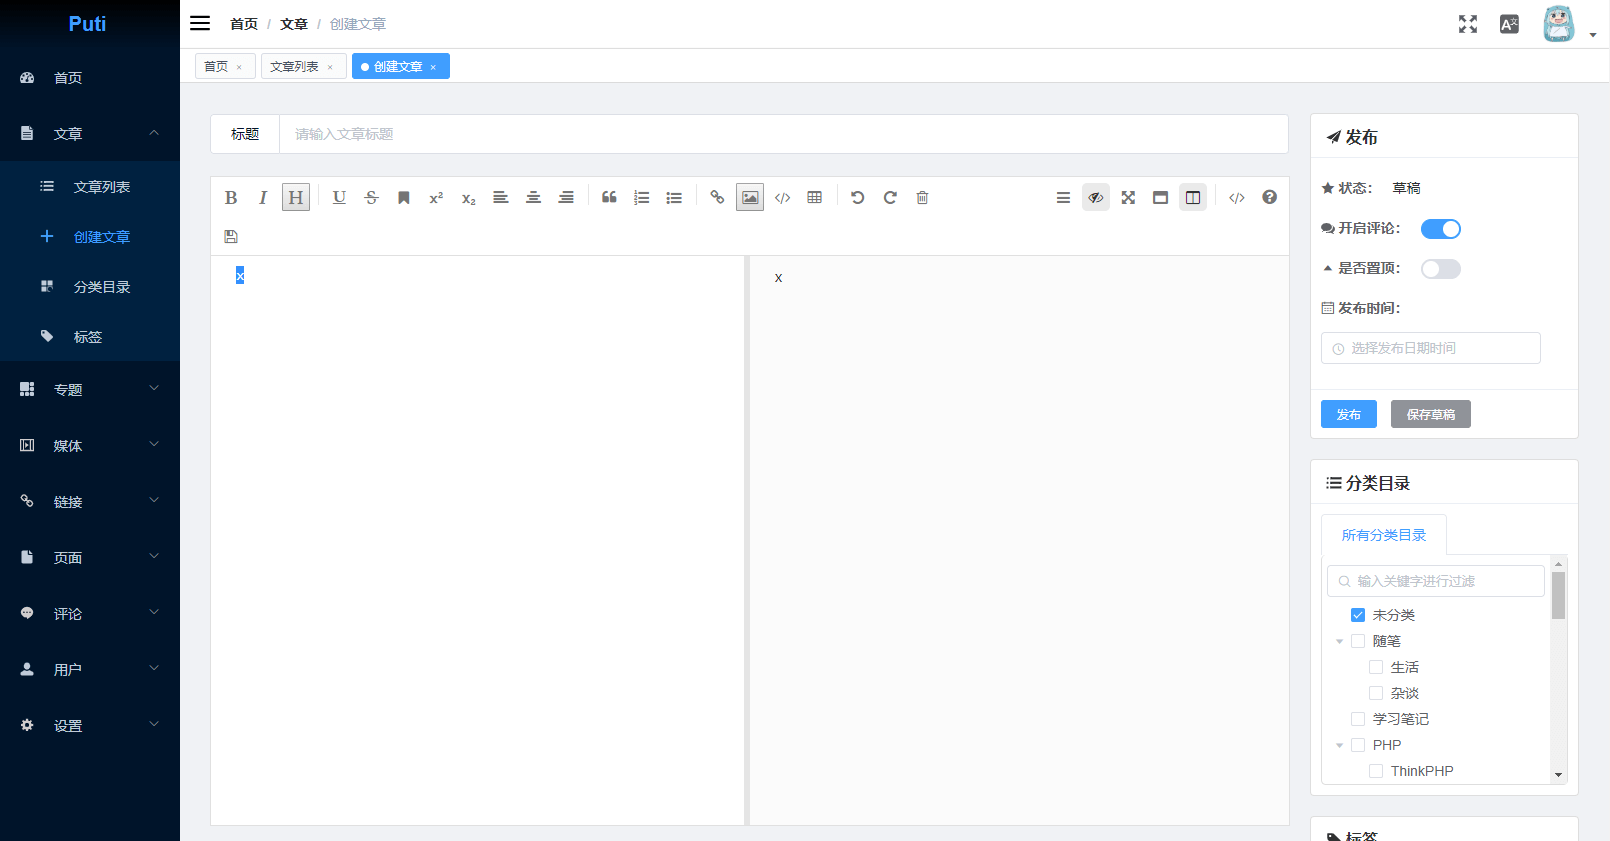 Puti
首页 / 文章 / 创建文章
首页 ×
文章列表 ×
创建文章 ×
首页
文章
文章列表
创建文章
分类目录
标签
专题
媒体
链接
页面
评论
用户
设置
标题 请输入文章标题
x
x
发布
状态： 草稿
开启评论：
是否置顶：
发布时间：
选择发布日期时间
发布 保存草稿
分类目录
所有分类目录
输入关键字进行过滤
未分类
随笔
生活
杂谈
学习笔记
PHP
ThinkPHP
标签